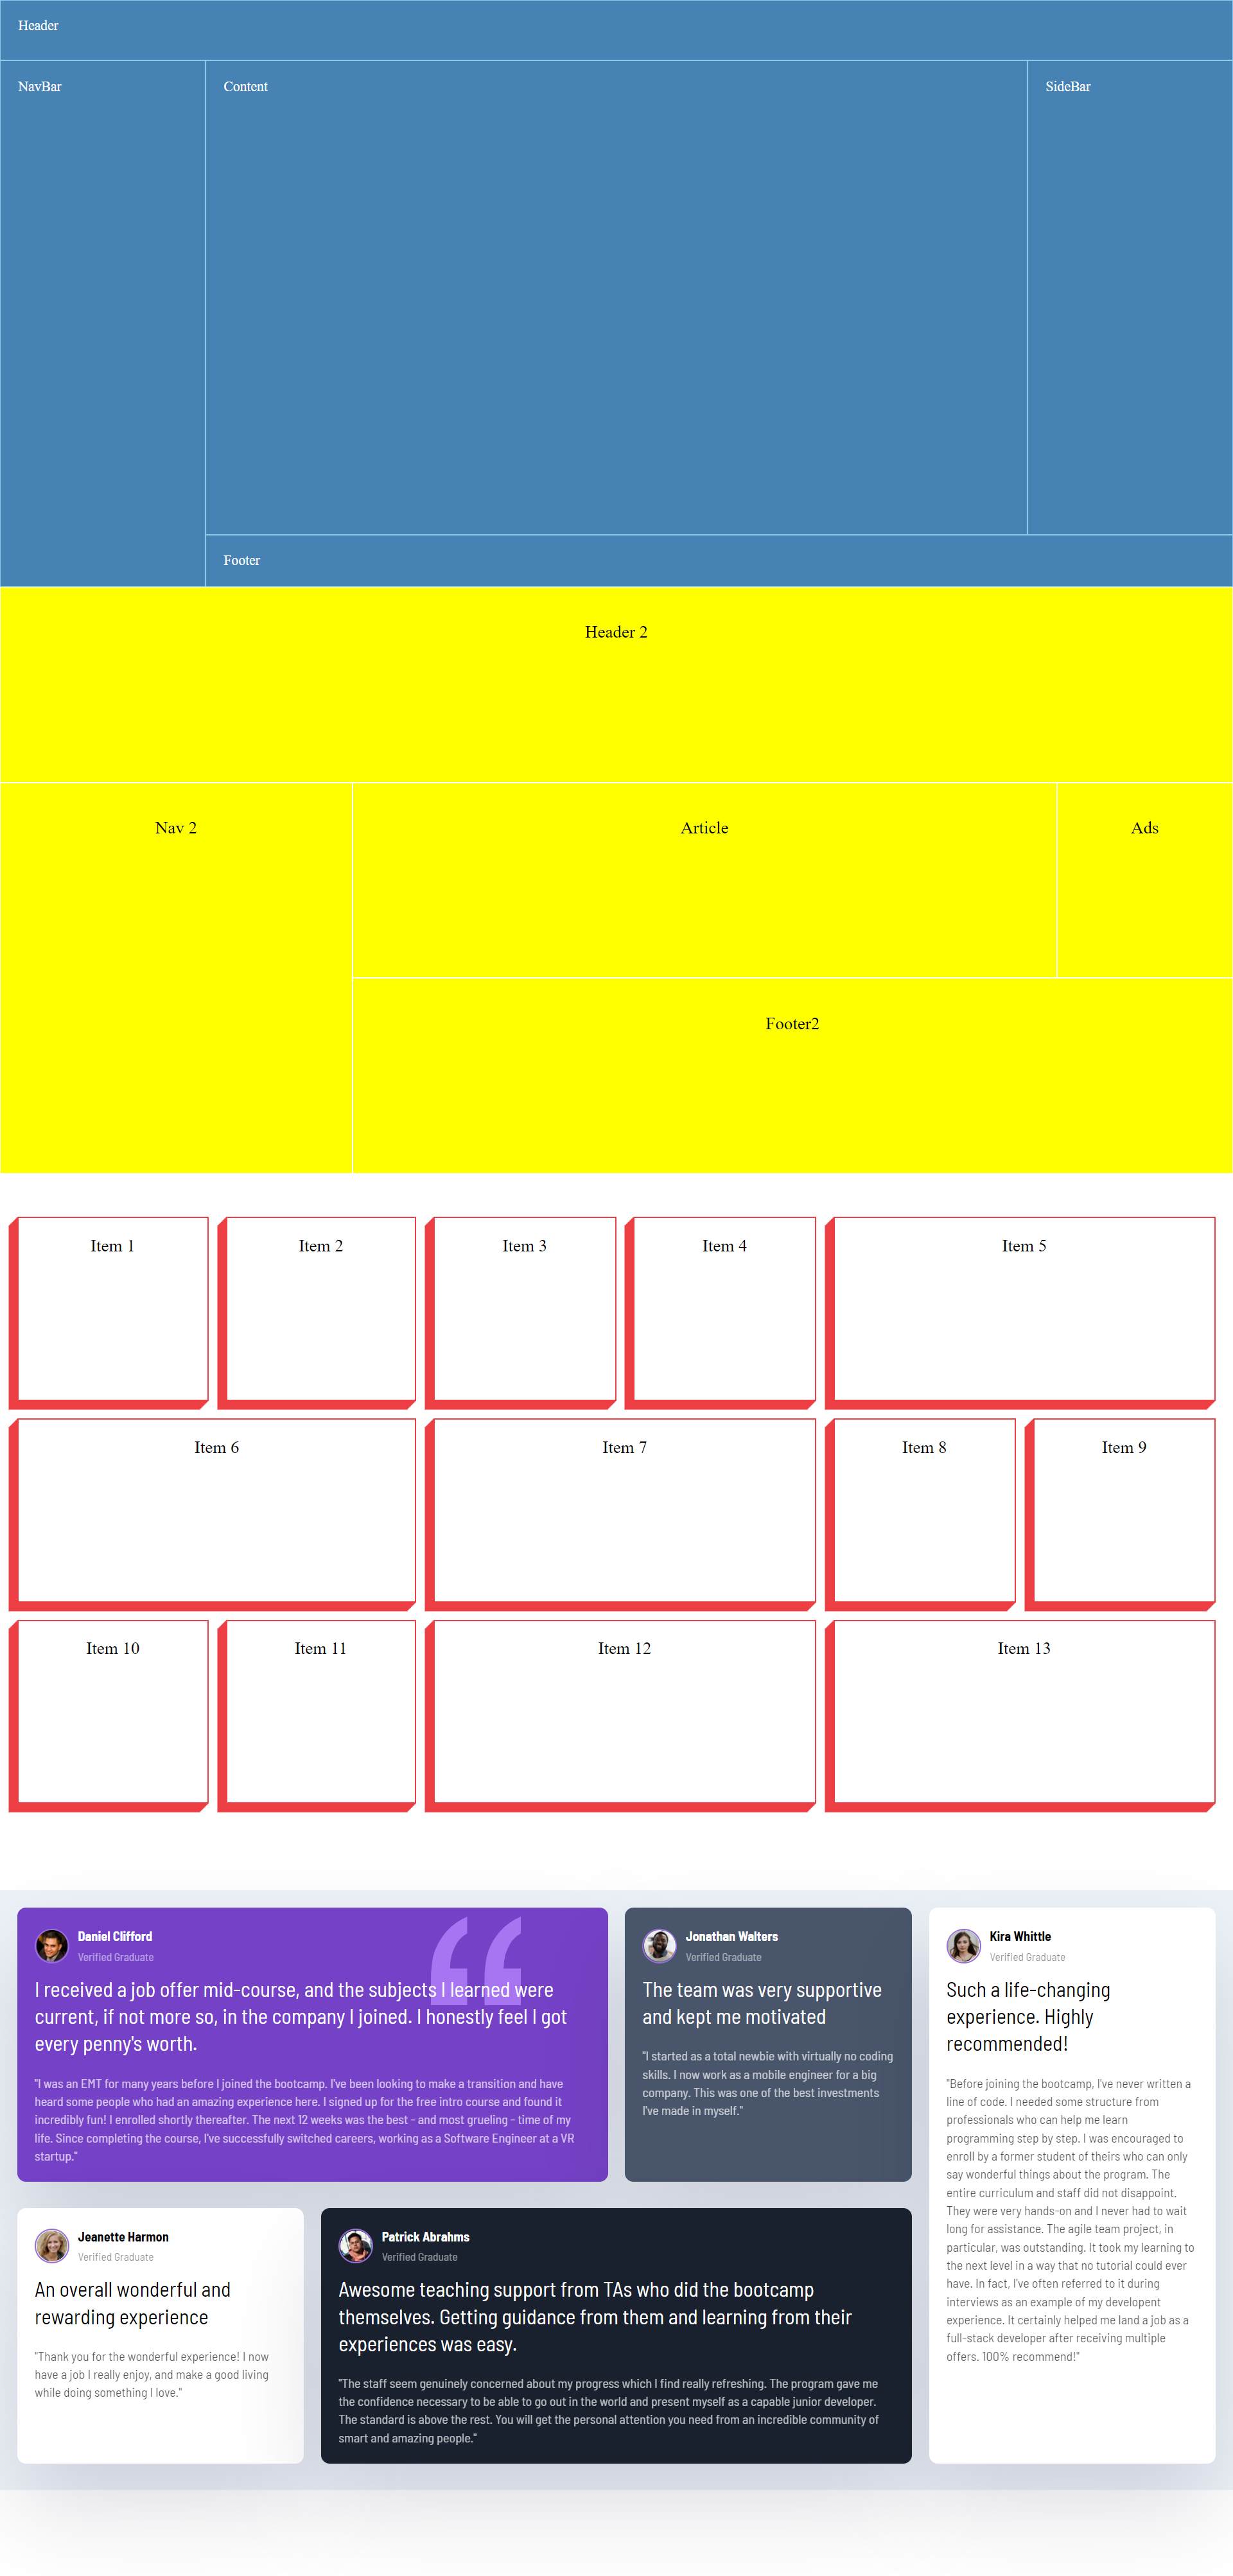 Header
NavBar
Content
SideBar
Footer
Header 2
Nav 2
Article
Ads
Footer2
Item 1
Item 2
Item 3
Item 4
Item 5
Item 6
Item 7
Item 8
Item 9
Item 10
Item 11
Item 12
Item 13
Daniel Clifford
Verified Graduate
I received a job offer mid-course, and the subjects I learned were
current, if not more so, in the company I joined. I honestly feel I got
every penny's worth.
"I was an EMT for many years before I joined the bootcamp. I've been looking to make a transition and have
heard some people who had an amazing experience here. I signed up for the free intro course and found it
incredibly fun! I enrolled shortly thereafter. The next 12 weeks was the best - and most grueling - time of my
life. Since completing the course, I've successfully switched careers, working as a Software Engineer at a VR
startup."
Jonathan Walters
Verified Graduate
The team was very supportive
and kept me motivated
"I started as a total newbie with virtually no coding
skills. I now work as a mobile engineer for a big
company. This was one of the best investments
I've made in myself."
Kira Whittle
Verified Graduate
Such a life-changing
experience. Highly
recommended!
"Before joining the bootcamp, I've never written a
line of code. I needed some structure from
professionals who can help me learn
programming step by step. I was encouraged to
enroll by a former student of theirs who can only
say wonderful things about the program. The
entire curriculum and staff did not disappoint.
They were very hands-on and I never had to wait
long for assistance. The agile team project, in
particular, was outstanding. It took my learning to
the next level in a way that no tutorial could ever
have. In fact, I've often referred to it during
interviews as an example of my developent
experience. It certainly helped me land a job as a
full-stack developer after receiving multiple
offers. 100% recommend!"
Jeanette Harmon
Verified Graduate
An overall wonderful and
rewarding experience
"Thank you for the wonderful experience! I now
have a job I really enjoy, and make a good living
while doing something I love."
Patrick Abrahms
Verified Graduate
Awesome teaching support from TAs who did the bootcamp
themselves. Getting guidance from them and learning from their
experiences was easy.
"The staff seem genuinely concerned about my progress which I find really refreshing. The program gave me
the confidence necessary to be able to go out in the world and present myself as a capable junior developer.
The standard is above the rest. You will get the personal attention you need from an incredible community of
smart and amazing people."